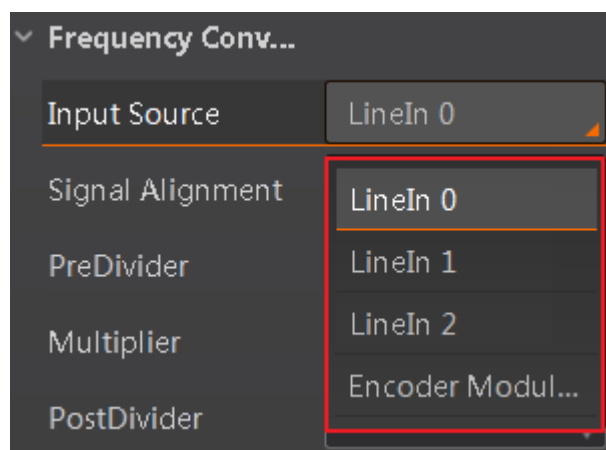 Frequency Conv...
Input Source LineIn 0
Signal Alignment LineIn 0
PreDivider LineIn 1
Multiplier LineIn 2
PostDivider Encoder Modul...